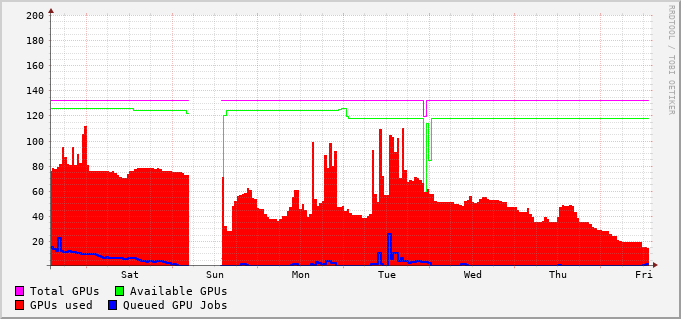 200
180
160
140
120
100
80
60
40
20
Sat Sun Mon Tue Wed Thu Fri
RRDTOOL / TOBI OETIKER
Total GPUs Available GPUs
GPUs used Queued GPU Jobs